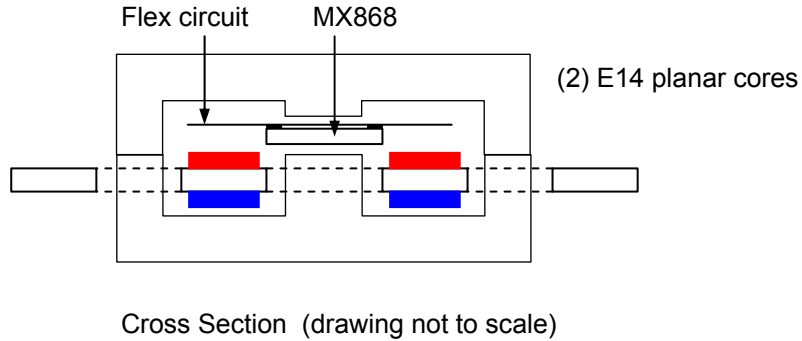 Flex circuit
MX868
(2) E14 planar cores
Cross Section (drawing not to scale)